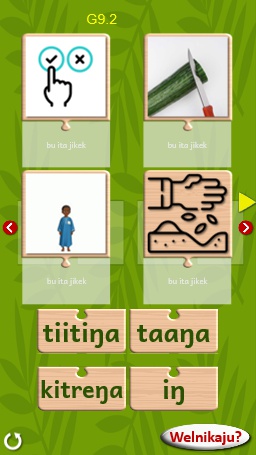 G9.2
bu ita jikek
bu ita jikek
bu ita jikek
bu ita jikek
tiitiŋa
taaŋa
kitreŋa
iŋ
Welnikaju?